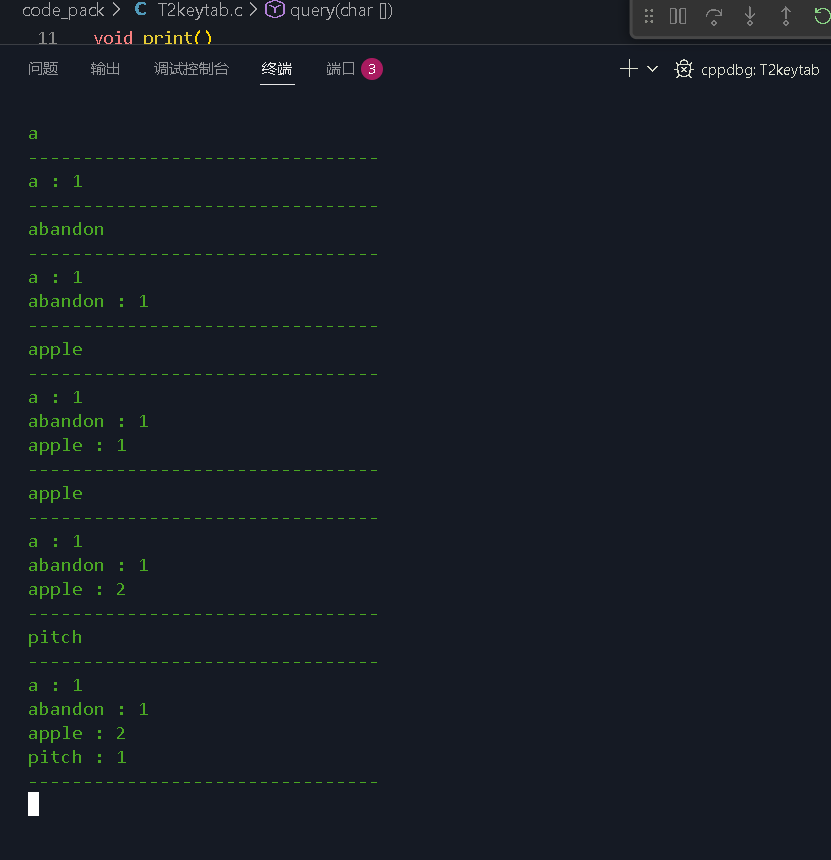 code_pack > C T2keytab.c > query(char [])
11 void print()
问题 输出 调试控制台 终端 端口 3 cppdbg: T2keytab
a
--------------------------------
a : 1
--------------------------------
abandon
--------------------------------
a : 1
abandon : 1
--------------------------------
apple
--------------------------------
a : 1
abandon : 1
apple : 1
--------------------------------
apple
--------------------------------
a : 1
abandon : 1
apple : 2
--------------------------------
pitch
--------------------------------
a : 1
abandon : 1
apple : 2
pitch : 1
--------------------------------